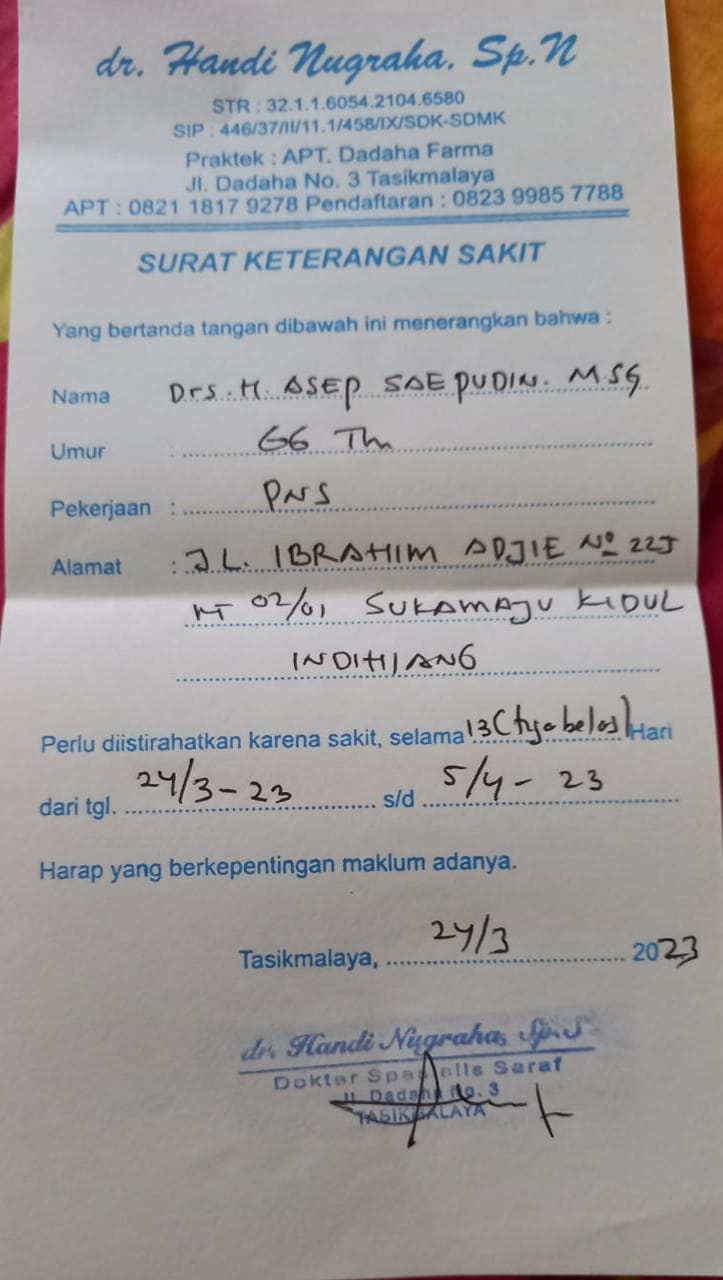 dr. Handi Nugraha. Sp.N
STR : 32.1.1.6054.2104.6580
SIP : 446/37/II/11.1/458/IX/SDK-SDMK
Praktek : APT. Dadaha Farma
Jl. Dadaha No. 3 Tasikmalaya
APT : 0821 1817 9278 Pendaftaran : 0823 9985 7788
SURAT KETERANGAN SAKIT
Yang bertanda tangan dibawah ini menerangkan bahwa :
Nama Drs. H. ASEP SAEPUDIN. MSG
Umur : 66 Th
Pekerjaan : PNS
Alamat : JL. IBRAHIM ADJIE No 225
RT 02/01 SUKAMAJU KIDUL
INDIHIANG
Perlu diistirahatkan karena sakit, selama 13 (tiga belas) Hari
dari tgl. 24/3 - 23 s/d 5/4 - 23
Harap yang berkepentingan maklum adanya.
Tasikmalaya, 24/3 2023
dr. Handi Nugraha, Sp.S
Dokter Spesialis Saraf
Jl. Dadaha No. 3
TASIKMALAYA